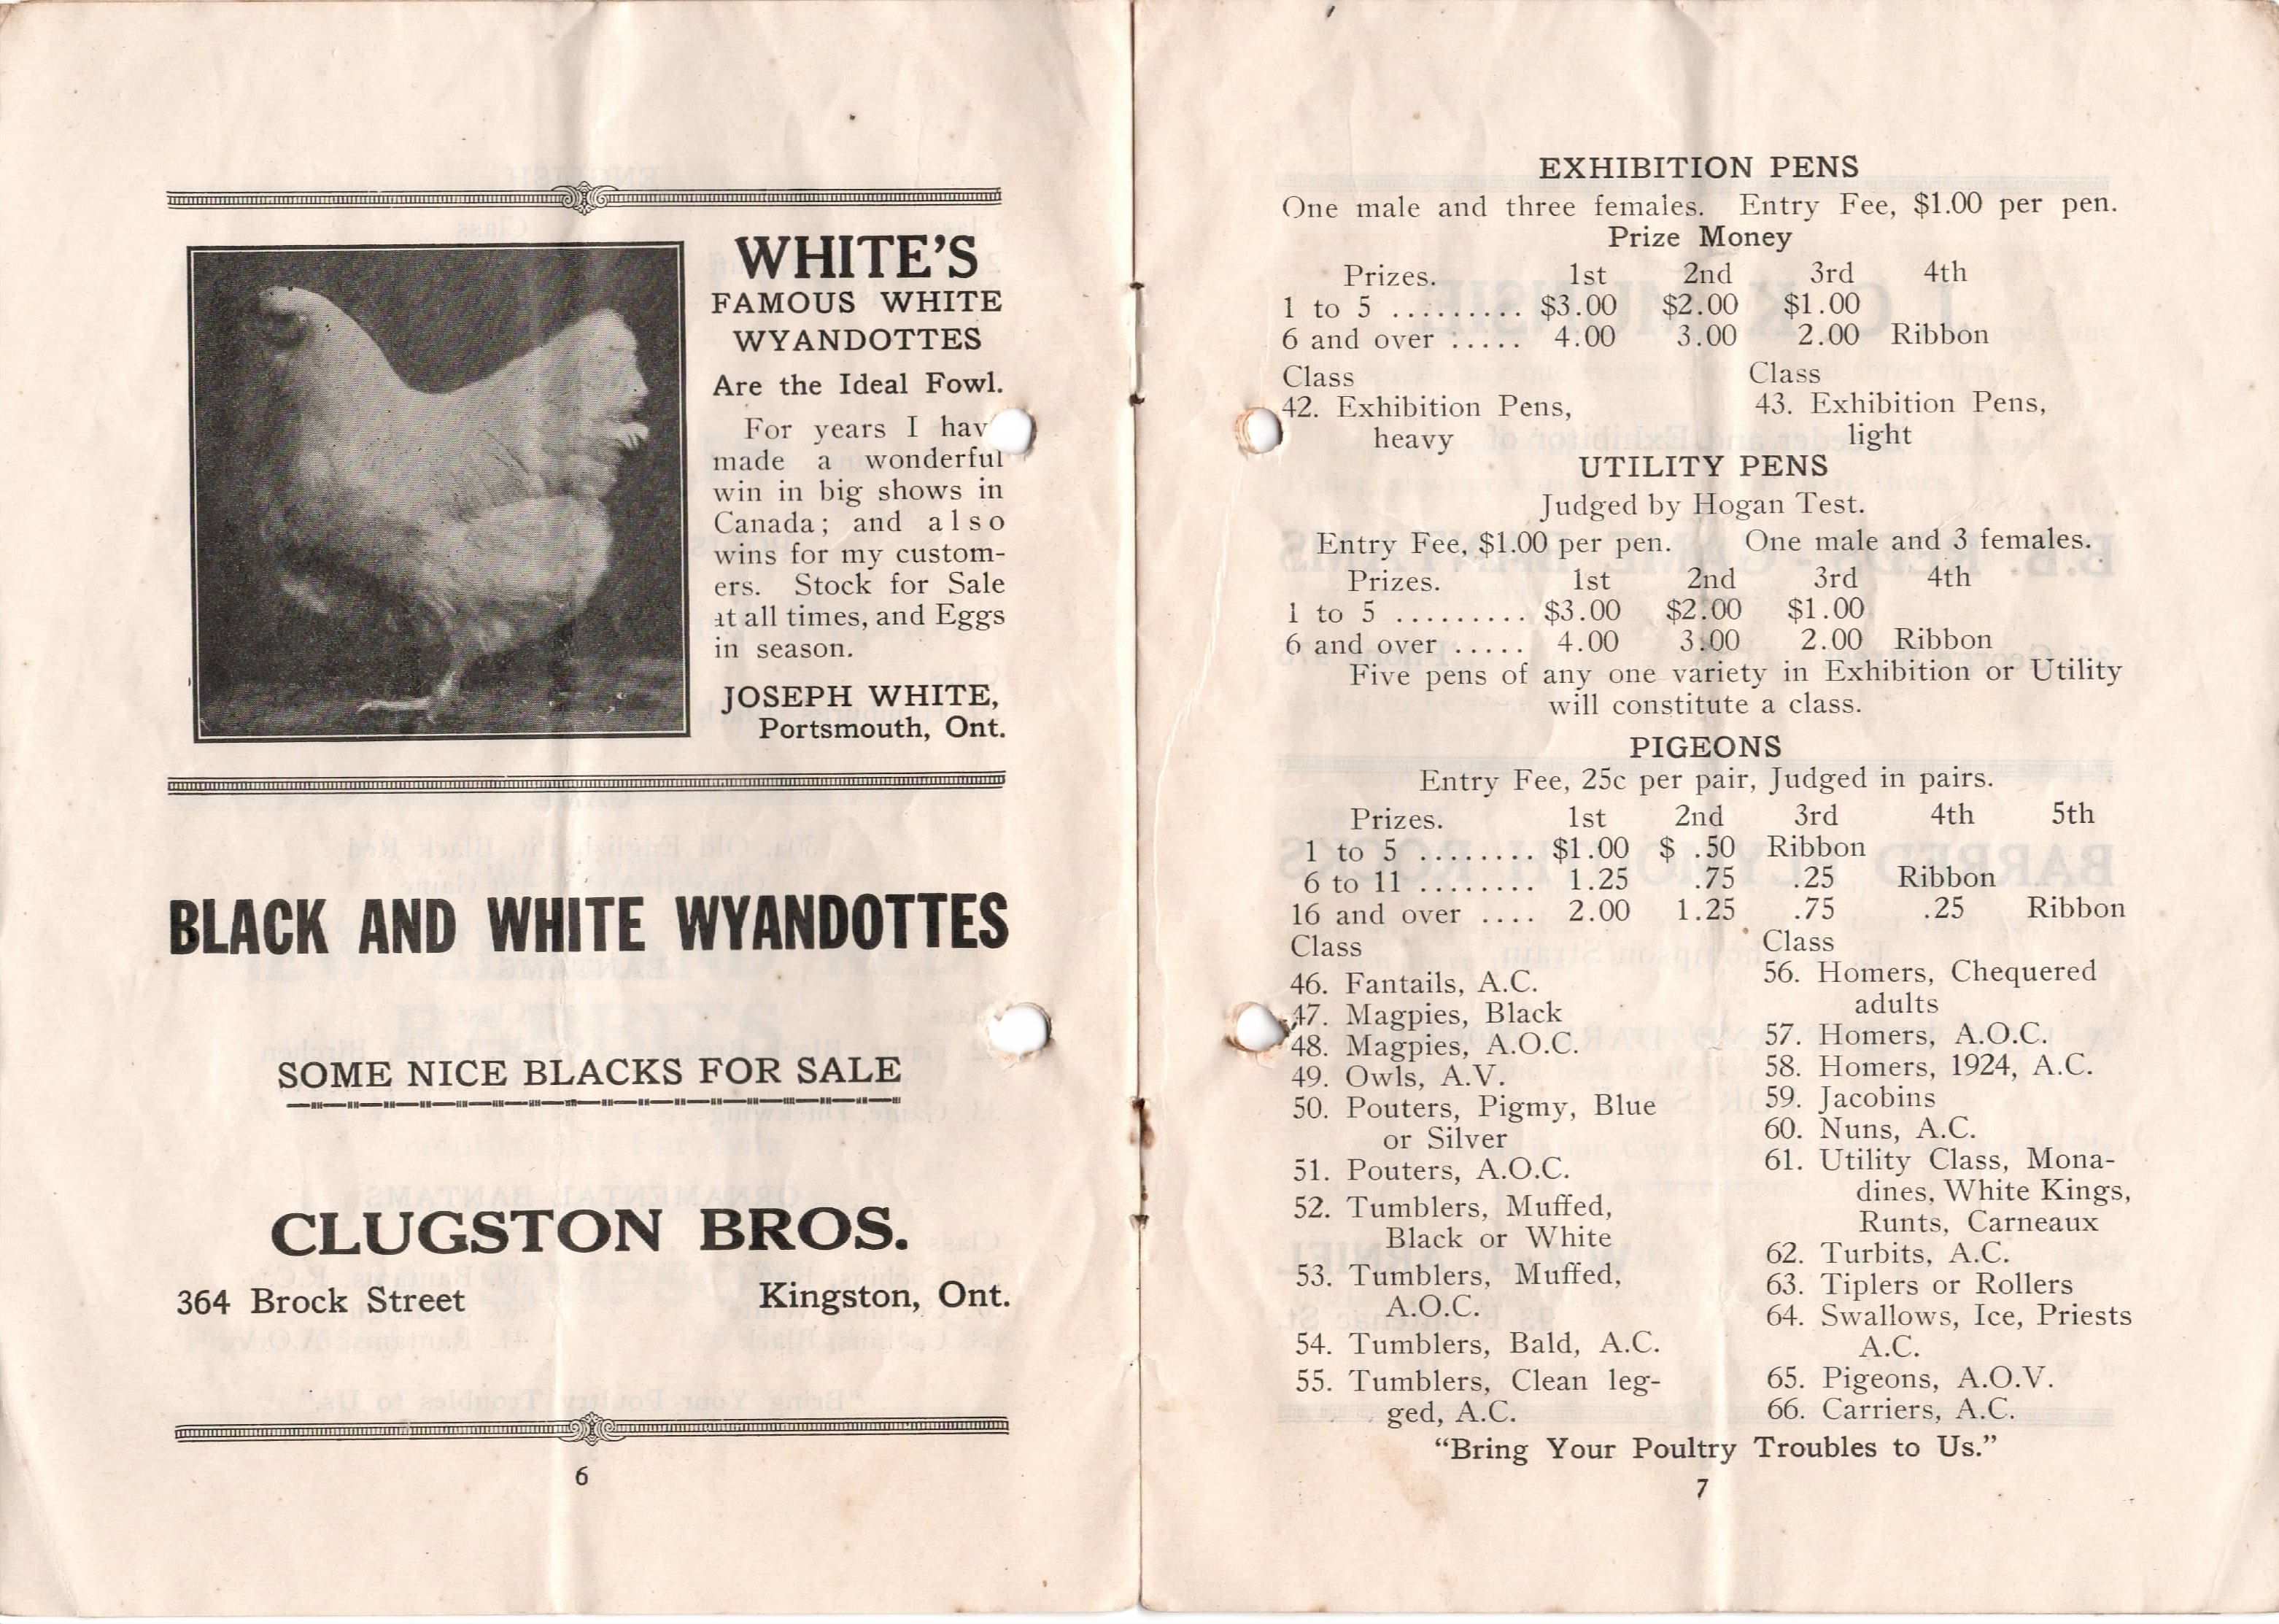 WHITE'S
FAMOUS WHITE
WYANDOTTES
Are the Ideal Fowl.
For years I hav
made a wonderful
win in big shows in
Canada; and also
wins for my custom-
ers. Stock for Sale
at all times, and Eggs
in season.
JOSEPH WHITE,
Portsmouth, Ont.
BLACK AND WHITE WYANDOTTES
SOME NICE BLACKS FOR SALE
CLUGSTON BROS.
364 Brock Street Kingston, Ont.
6
EXHIBITION PENS
One male and three females. Entry Fee, $1.00 per pen.
Prize Money
Prizes. 1st 2nd 3rd 4th
1 to 5 ......... $3.00 $2.00 $1.00
6 and over ..... 4.00 3.00 2.00 Ribbon
Class
42. Exhibition Pens,
heavy
Class
43. Exhibition Pens,
light
UTILITY PENS
Judged by Hogan Test.
Entry Fee, $1.00 per pen. One male and 3 females.
Prizes. 1st 2nd 3rd 4th
1 to 5 ......... $3.00 $2.00 $1.00
6 and over ..... 4.00 3.00 2.00 Ribbon
Five pens of any one variety in Exhibition or Utility
will constitute a class.
PIGEONS
Entry Fee, 25c per pair, Judged in pairs.
Prizes. 1st 2nd 3rd 4th 5th
1 to 5 ........ $1.00 $ .50 Ribbon
6 to 11 ........ 1.25 .75 .25 Ribbon
16 and over .... 2.00 1.25 .75 .25 Ribbon
Class
46. Fantails, A.C.
47. Magpies, Black
48. Magpies, A.O.C.
49. Owls, A.V.
50. Pouters, Pigmy, Blue
or Silver
51. Pouters, A.O.C.
52. Tumblers, Muffed,
Black or White
53. Tumblers, Muffed,
A.O.C.
54. Tumblers, Bald, A.C.
55. Tumblers, Clean leg-
ged, A.C.
Class
56. Homers, Chequered
adults
57. Homers, A.O.C.
58. Homers, 1924, A.C.
59. Jacobins
60. Nuns, A.C.
61. Utility Class, Mona-
dines, White Kings,
Runts, Carneaux
62. Turbits, A.C.
63. Tiplers or Rollers
64. Swallows, Ice, Priests
A.C.
65. Pigeons, A.O.V.
66. Carriers, A.C.
“Bring Your Poultry Troubles to Us.”
7